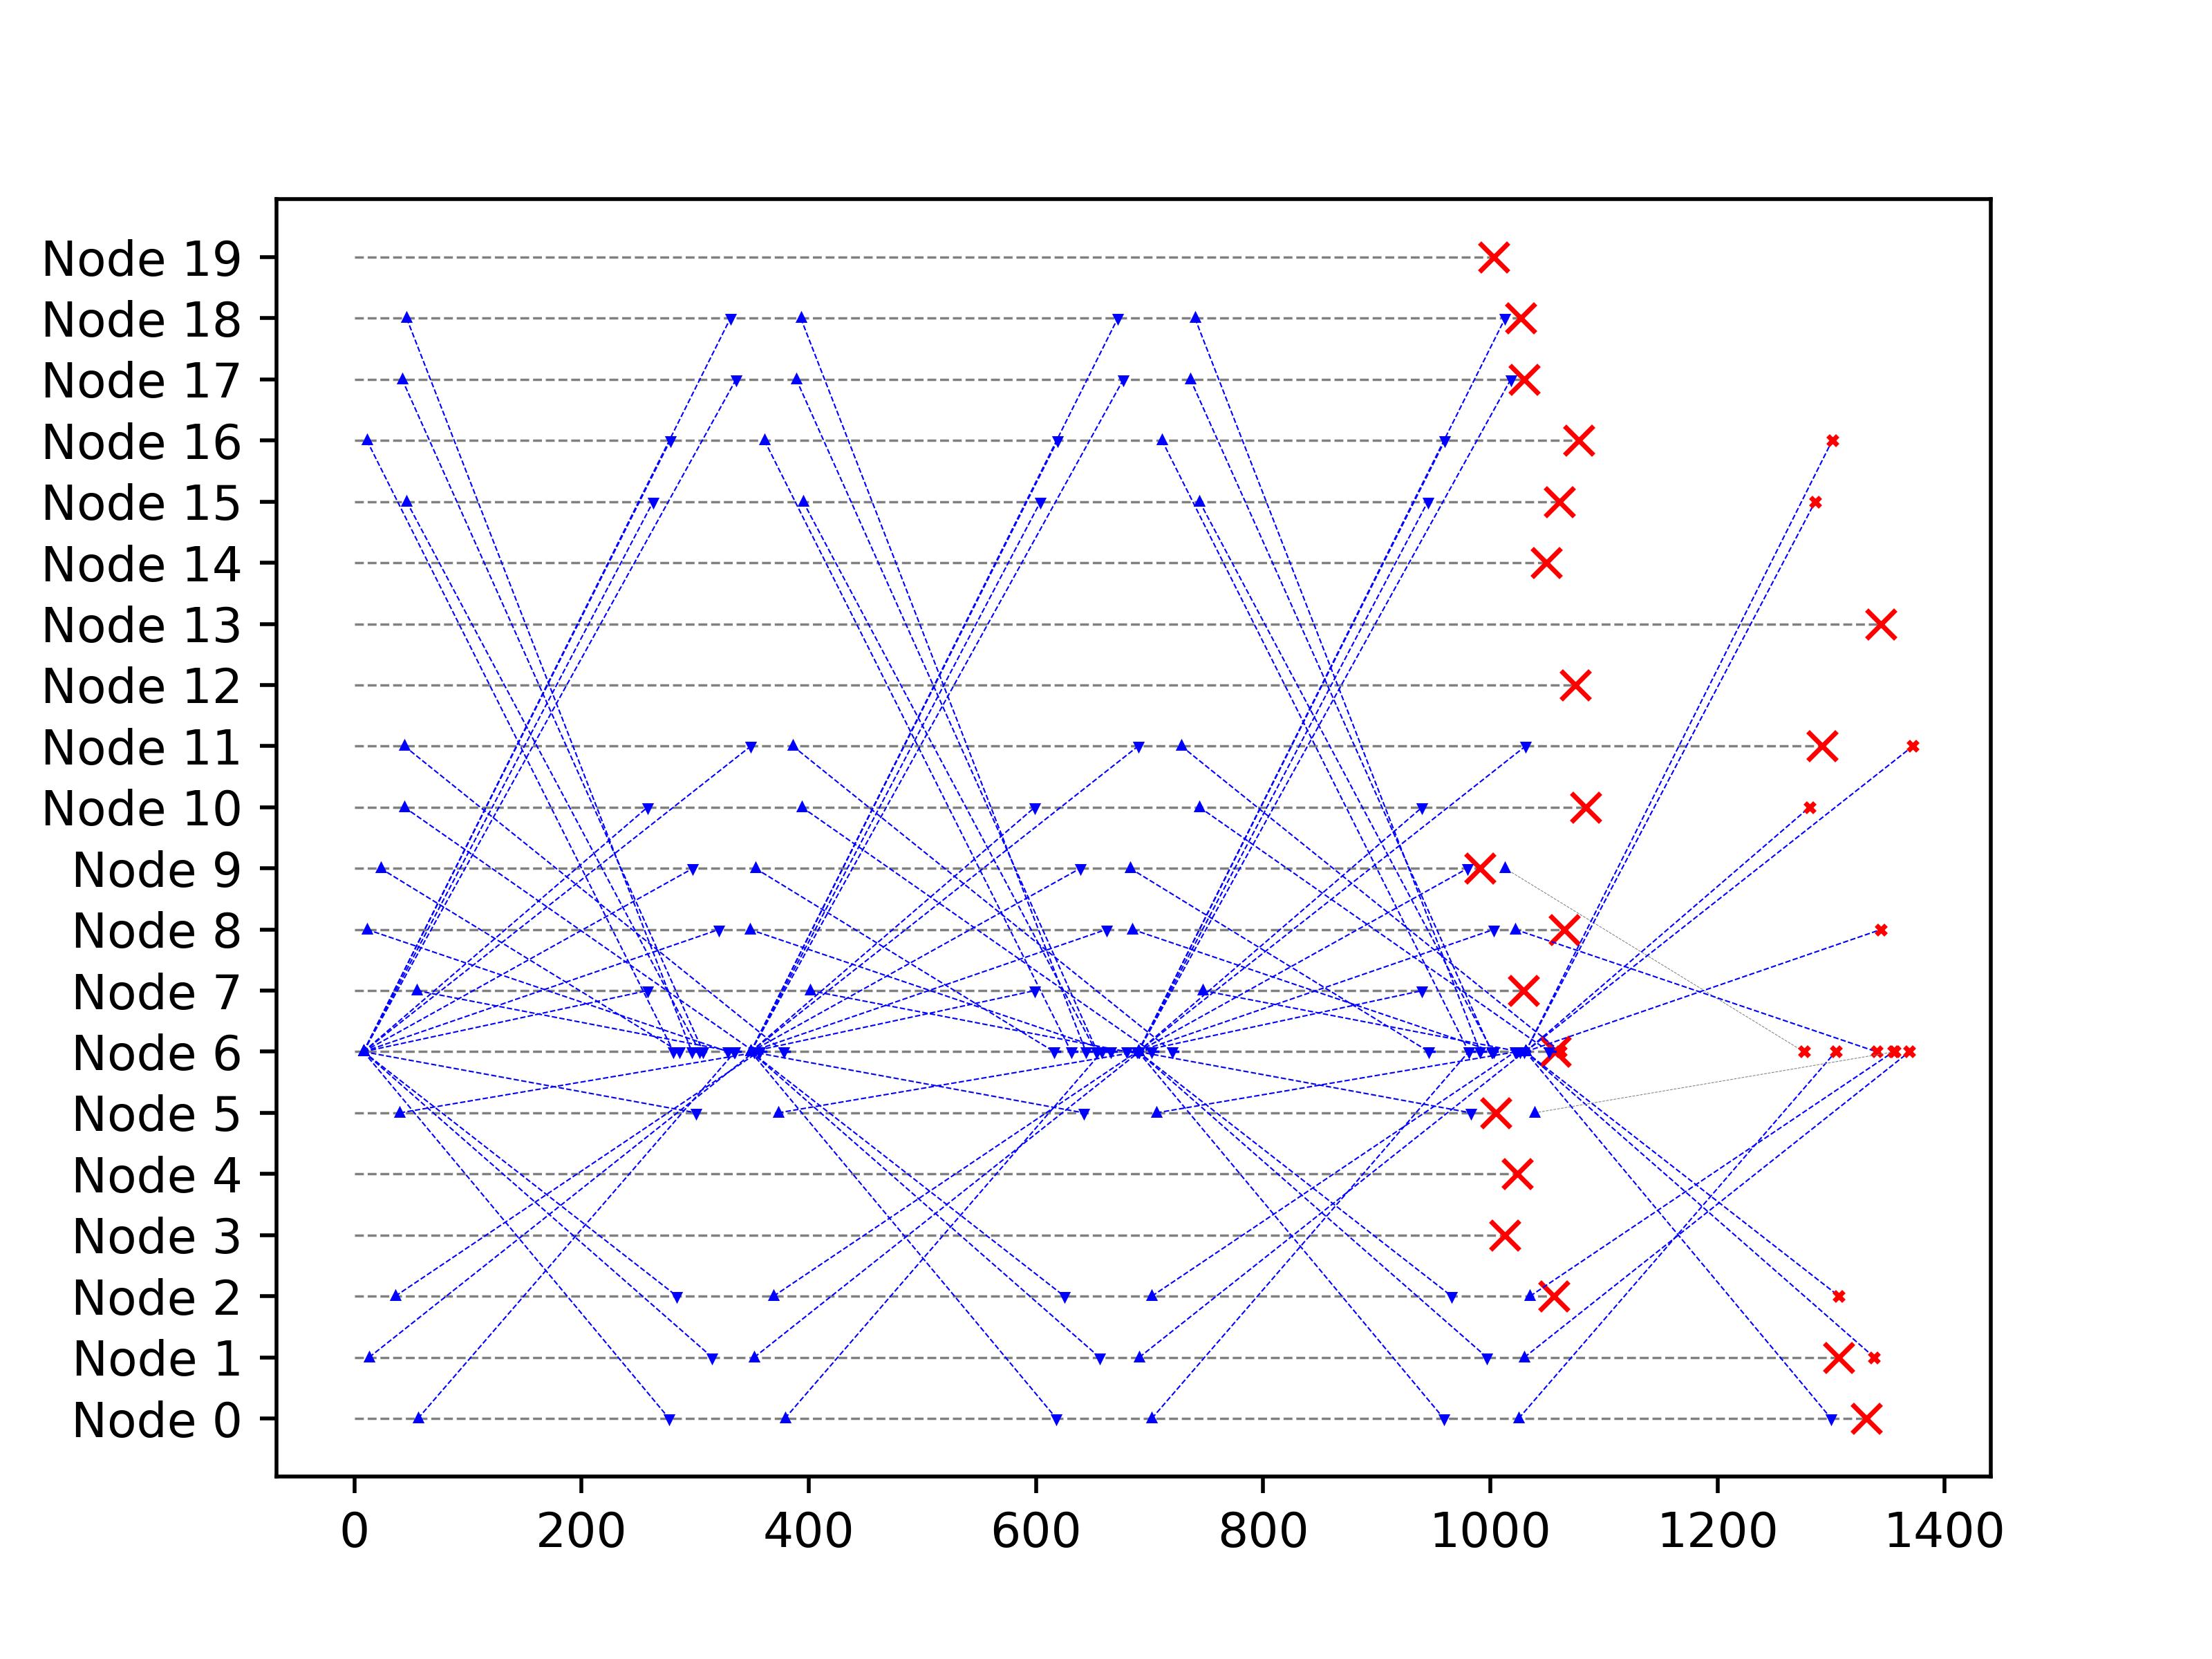 Node 19
Node 18
Node 17
Node 16
Node 15
Node 14
Node 13
Node 12
Node 11
Node 10
Node 9
Node 8
Node 7
Node 6
Node 5
Node 4
Node 3
Node 2
Node 1
Node 0
0 200 400 600 800 1000 1200 1400